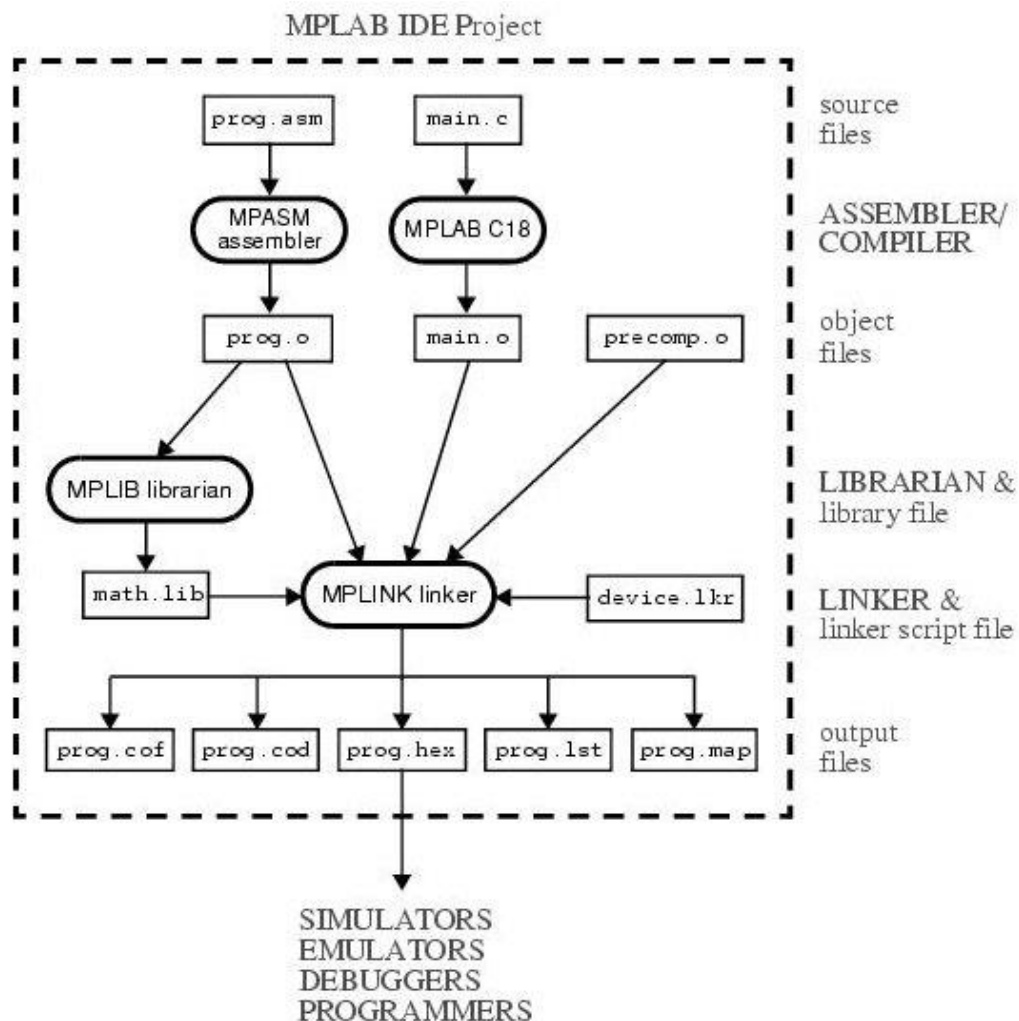 MPLAB IDE Project
prog.asm
main.c
source
files
MPASM
assembler
MPLAB C18
ASSEMBLER/
COMPILER
prog.o
main.o
precomp.o
object
files
MPLIB librarian
LIBRARIAN &
library file
math.lib
MPLINK linker
device.lkr
LINKER &
linker script file
prog.cof
prog.cod
prog.hex
prog.lst
prog.map
output
files
SIMULATORS
EMULATORS
DEBUGGERS
PROGRAMMERS